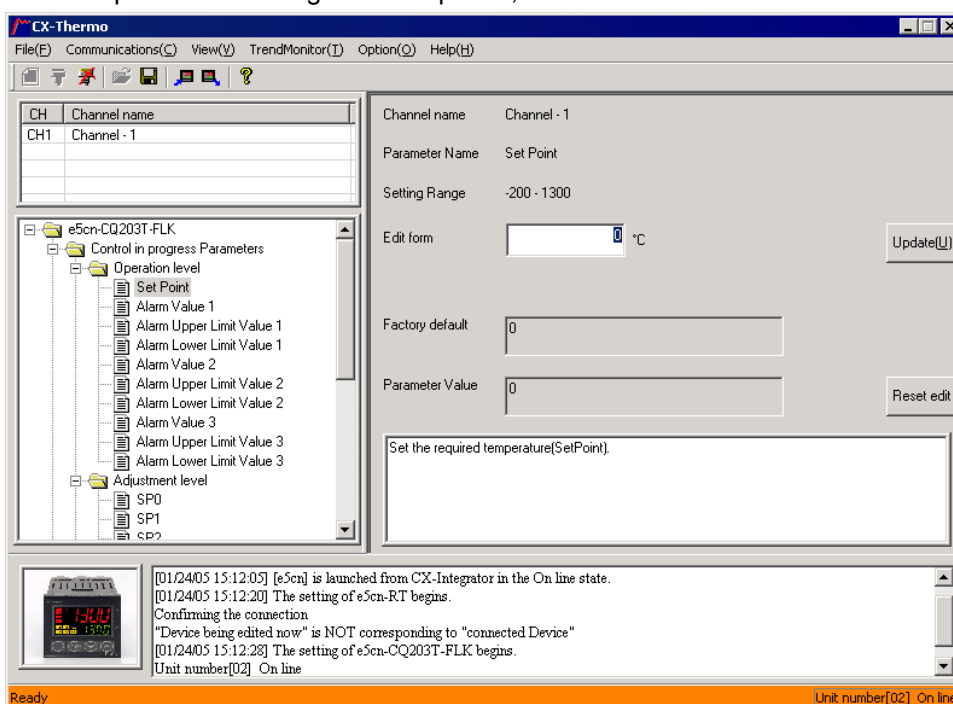 CX-Thermo
File(F) Communications(C) View(V) TrendMonitor(T) Option(O) Help(H)
CH Channel name
CH1 Channel - 1
Channel name Channel - 1
Parameter Name Set Point
Setting Range -200 - 1300
Edit form 0 °C
Update(U)
Factory default 0
Parameter Value 0
Reset edit
Set the required temperature(SetPoint).
e5cn-CQ203T-FLK
Control in progress Parameters
Operation level
Set Point
Alarm Value 1
Alarm Upper Limit Value 1
Alarm Lower Limit Value 1
Alarm Value 2
Alarm Upper Limit Value 2
Alarm Lower Limit Value 2
Alarm Value 3
Alarm Upper Limit Value 3
Alarm Lower Limit Value 3
Adjustment level
SP0
SP1
SP2
[01/24/05 15:12:05] [e5cn] is launched from CX-Integrator in the On line state.
[01/24/05 15:12:20] The setting of e5cn-RT begins.
Confirming the connection
"Device being edited now" is NOT corresponding to "connected Device"
[01/24/05 15:12:28] The setting of e5cn-CQ203T-FLK begins.
Unit number[02] On line
Ready
Unit number[02] On line